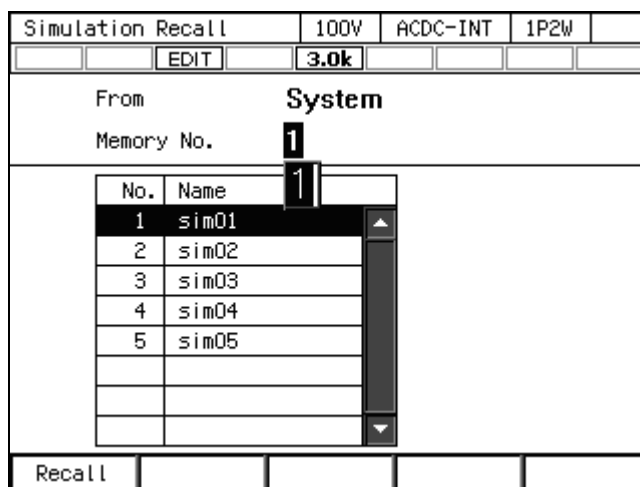 Simulation Recall 100V ACDC-INT 1P2W
EDIT 3.0k
From System
Memory No. 1
1
No. Name
1 sim01
2 sim02
3 sim03
4 sim04
5 sim05
Recall